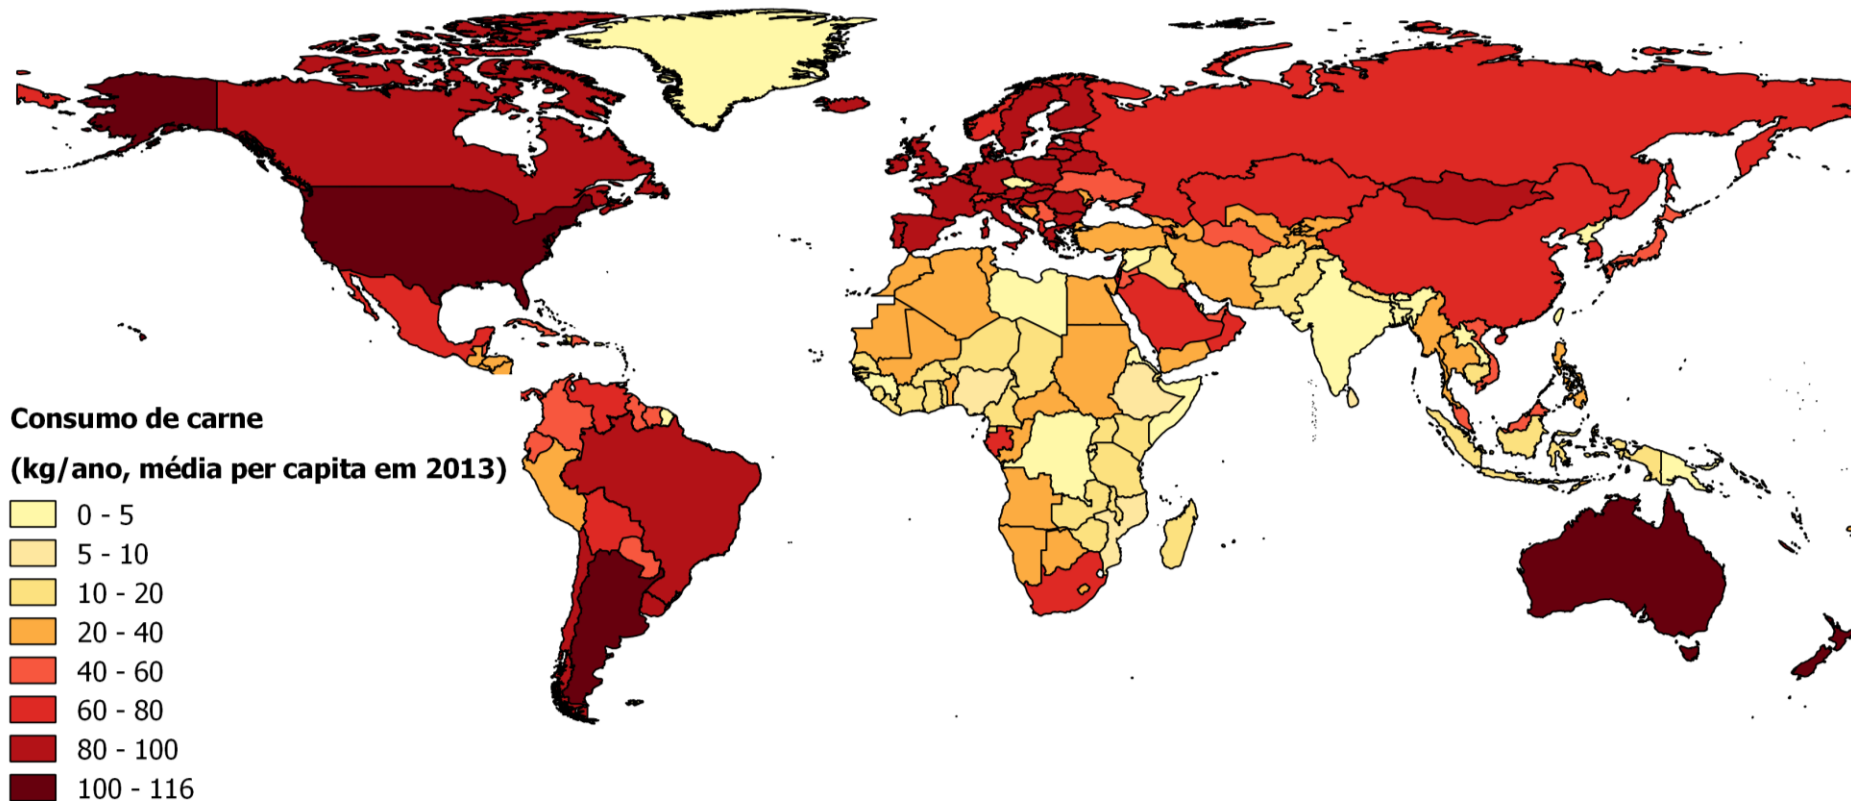 Consumo de carne
(kg/ano, média per capita em 2013)
0 - 5
5 - 10
10 - 20
20 - 40
40 - 60
60 - 80
80 - 100
100 - 116